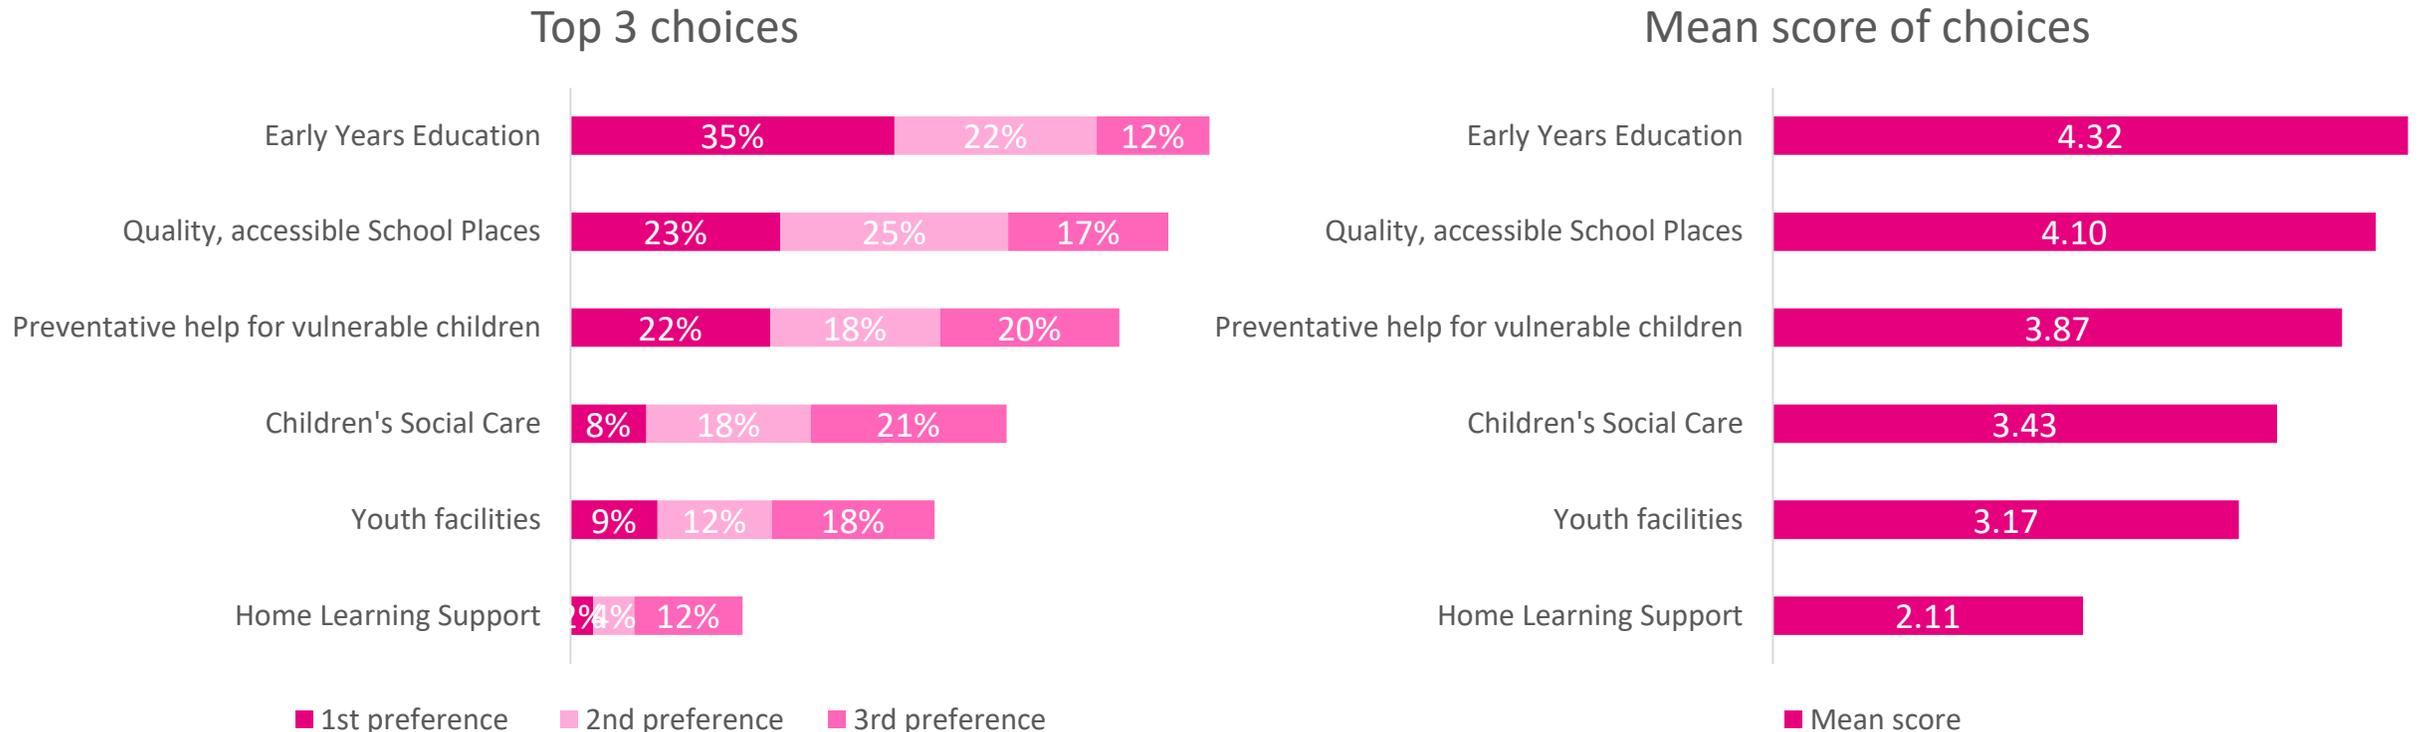 Top 3 choices
Early Years Education 35% 22% 12%
Quality, accessible School Places 23% 25% 17%
Preventative help for vulnerable children 22% 18% 20%
Children's Social Care 8% 18% 21%
Youth facilities 9% 12% 18%
Home Learning Support 2% 4% 12%
1st preference 2nd preference 3rd preference
Mean score of choices
Early Years Education 4.32
Quality, accessible School Places 4.10
Preventative help for vulnerable children 3.87
Children's Social Care 3.43
Youth facilities 3.17
Home Learning Support 2.11
Mean score